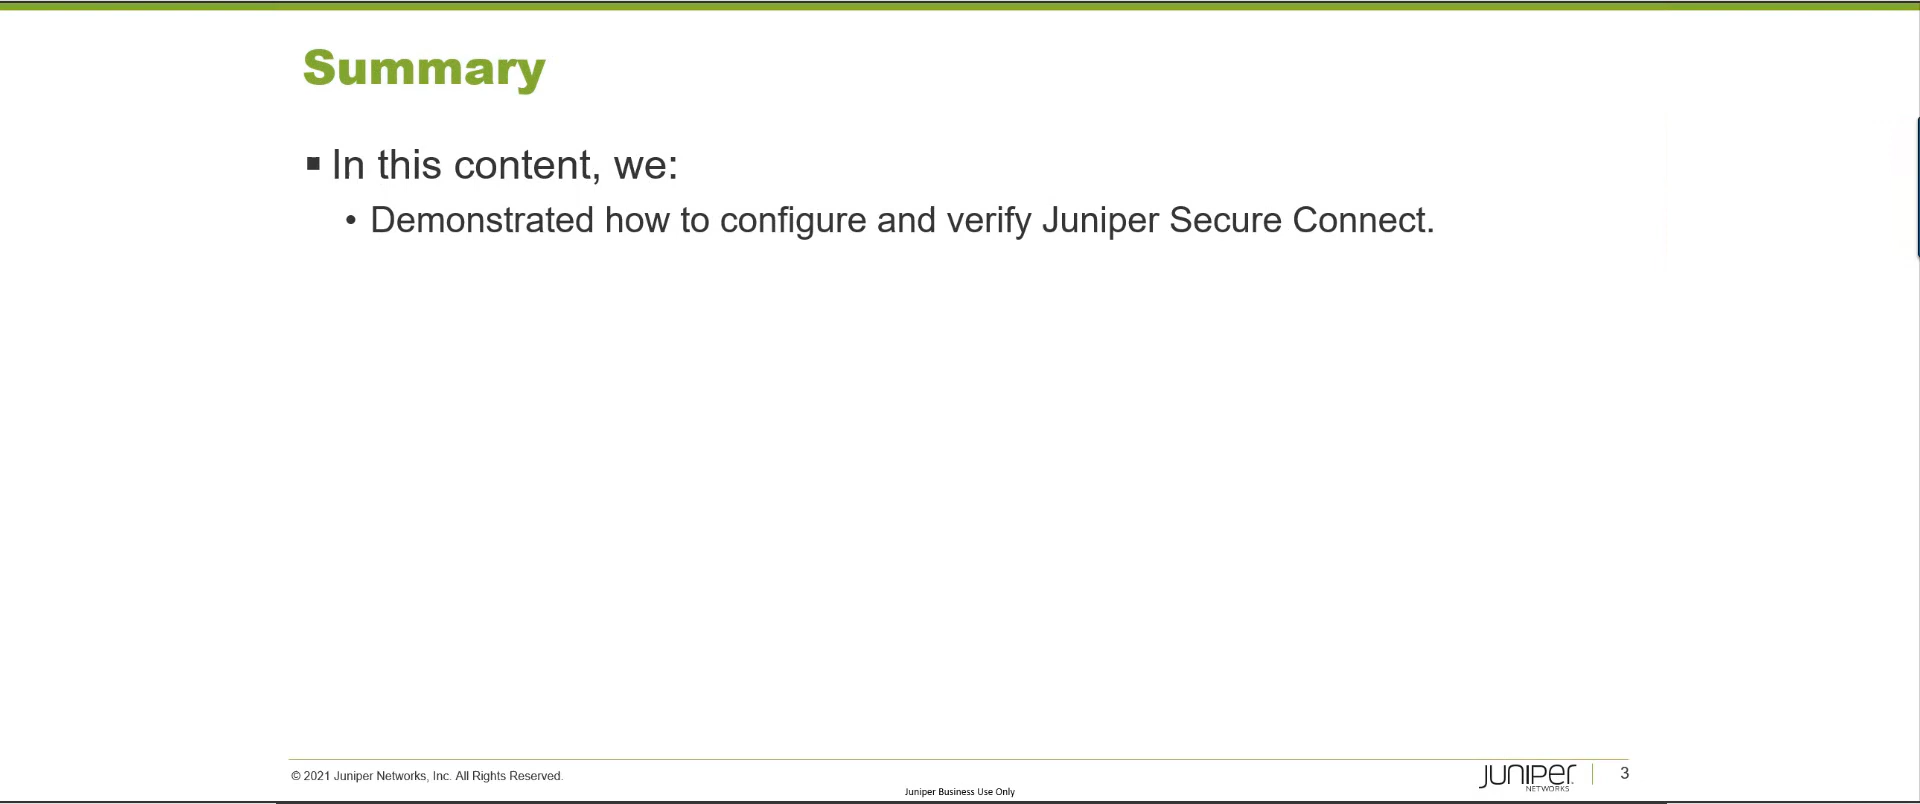 Summary
▪ In this content, we:
• Demonstrated how to configure and verify Juniper Secure Connect.
© 2021 Juniper Networks, Inc. All Rights Reserved.
JUNIPER
NETWORKS
3
Juniper Business Use Only